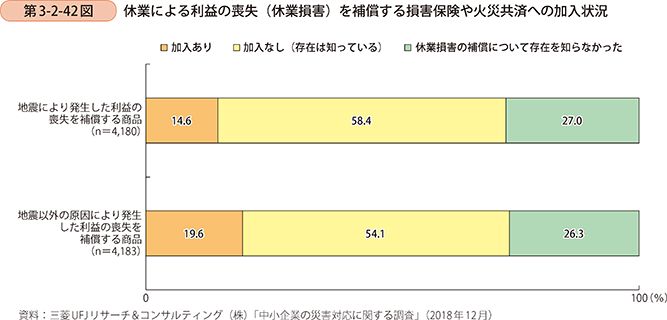 第3-2-42図 休業による利益の喪失（休業損害）を補償する損害保険や火災共済への加入状況
加入あり 加入なし（存在は知っている） 休業損害の補償について存在を知らなかった
地震により発生した利益の
喪失を補償する商品
（n＝4,180）
14.6 58.4 27.0
地震以外の原因により発生
した利益の喪失を
補償する商品
（n＝4,183）
19.6 54.1 26.3
0 100（％）
資料：三菱UFJリサーチ＆コンサルティング（株）「中小企業の災害対応に関する調査」（2018年12月）